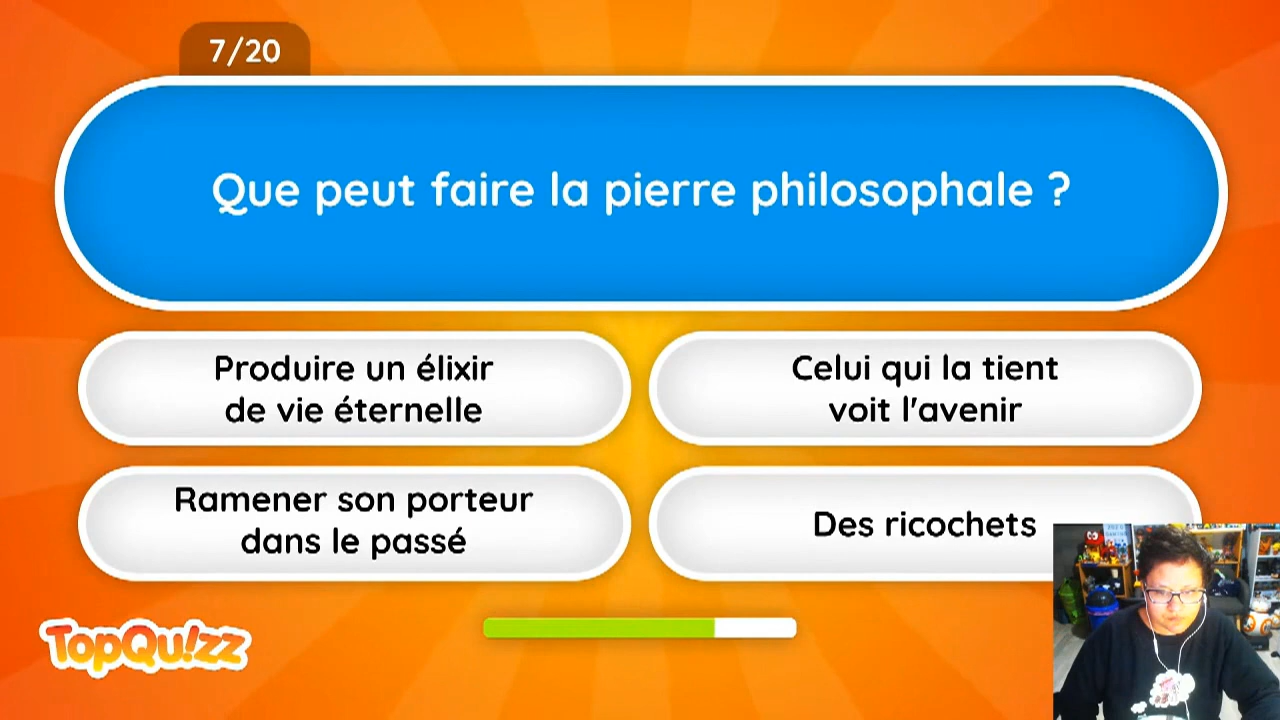 7/20
Que peut faire la pierre philosophale ?
Produire un élixir
de vie éternelle
Celui qui la tient
voit l'avenir
Ramener son porteur
dans le passé
Des ricochets
TopQu!zz